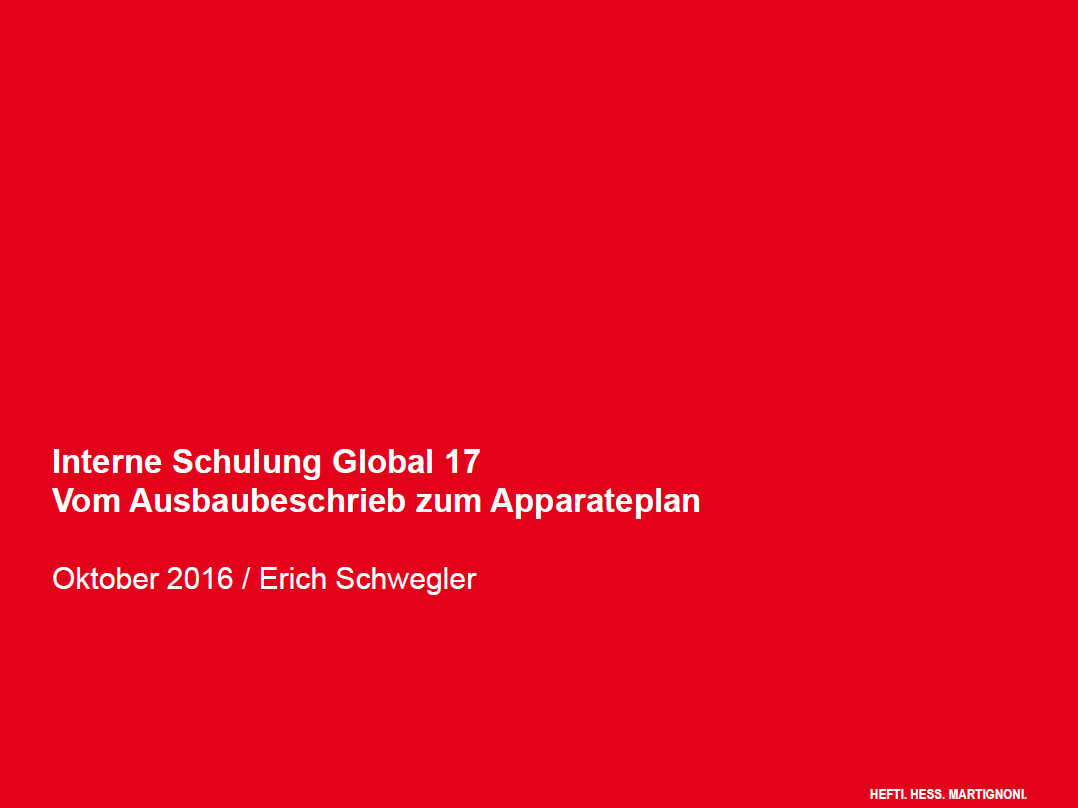 Interne Schulung Global 17
Vom Ausbaubeschrieb zum Apparateplan
Oktober 2016 / Erich Schwegler
HEFTI. HESS. MARTIGNONI.